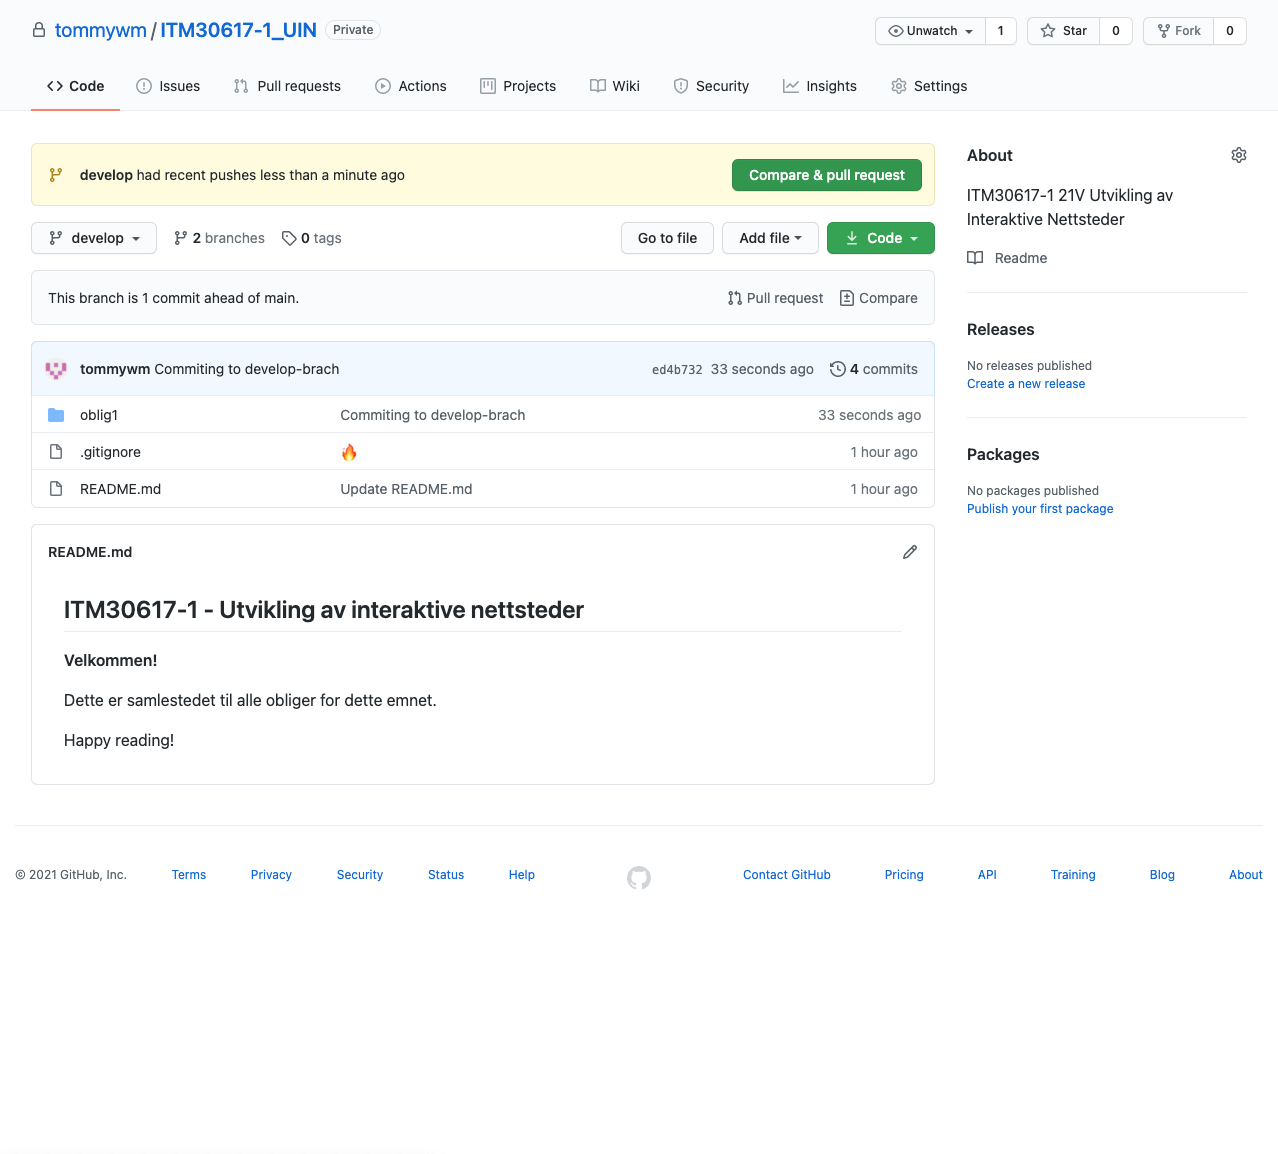 tommywm / ITM30617-1_UIN Private
Unwatch 1 Star 0 Fork 0
Code Issues Pull requests Actions Projects Wiki Security Insights Settings
develop had recent pushes less than a minute ago
Compare & pull request
develop 2 branches 0 tags
Go to file Add file Code
This branch is 1 commit ahead of main.
Pull request Compare
tommywm Commiting to develop-brach ed4b732 33 seconds ago 4 commits
oblig1 Commiting to develop-brach 33 seconds ago
.gitignore 🔥 1 hour ago
README.md Update README.md 1 hour ago
README.md
ITM30617-1 - Utvikling av interaktive nettsteder
Velkommen!
Dette er samlestedet til alle obliger for dette emnet.
Happy reading!
About
ITM30617-1 21V Utvikling av
Interaktive Nettsteder
Readme
Releases
No releases published
Create a new release
Packages
No packages published
Publish your first package
© 2021 GitHub, Inc. Terms Privacy Security Status Help Contact GitHub Pricing API Training Blog About